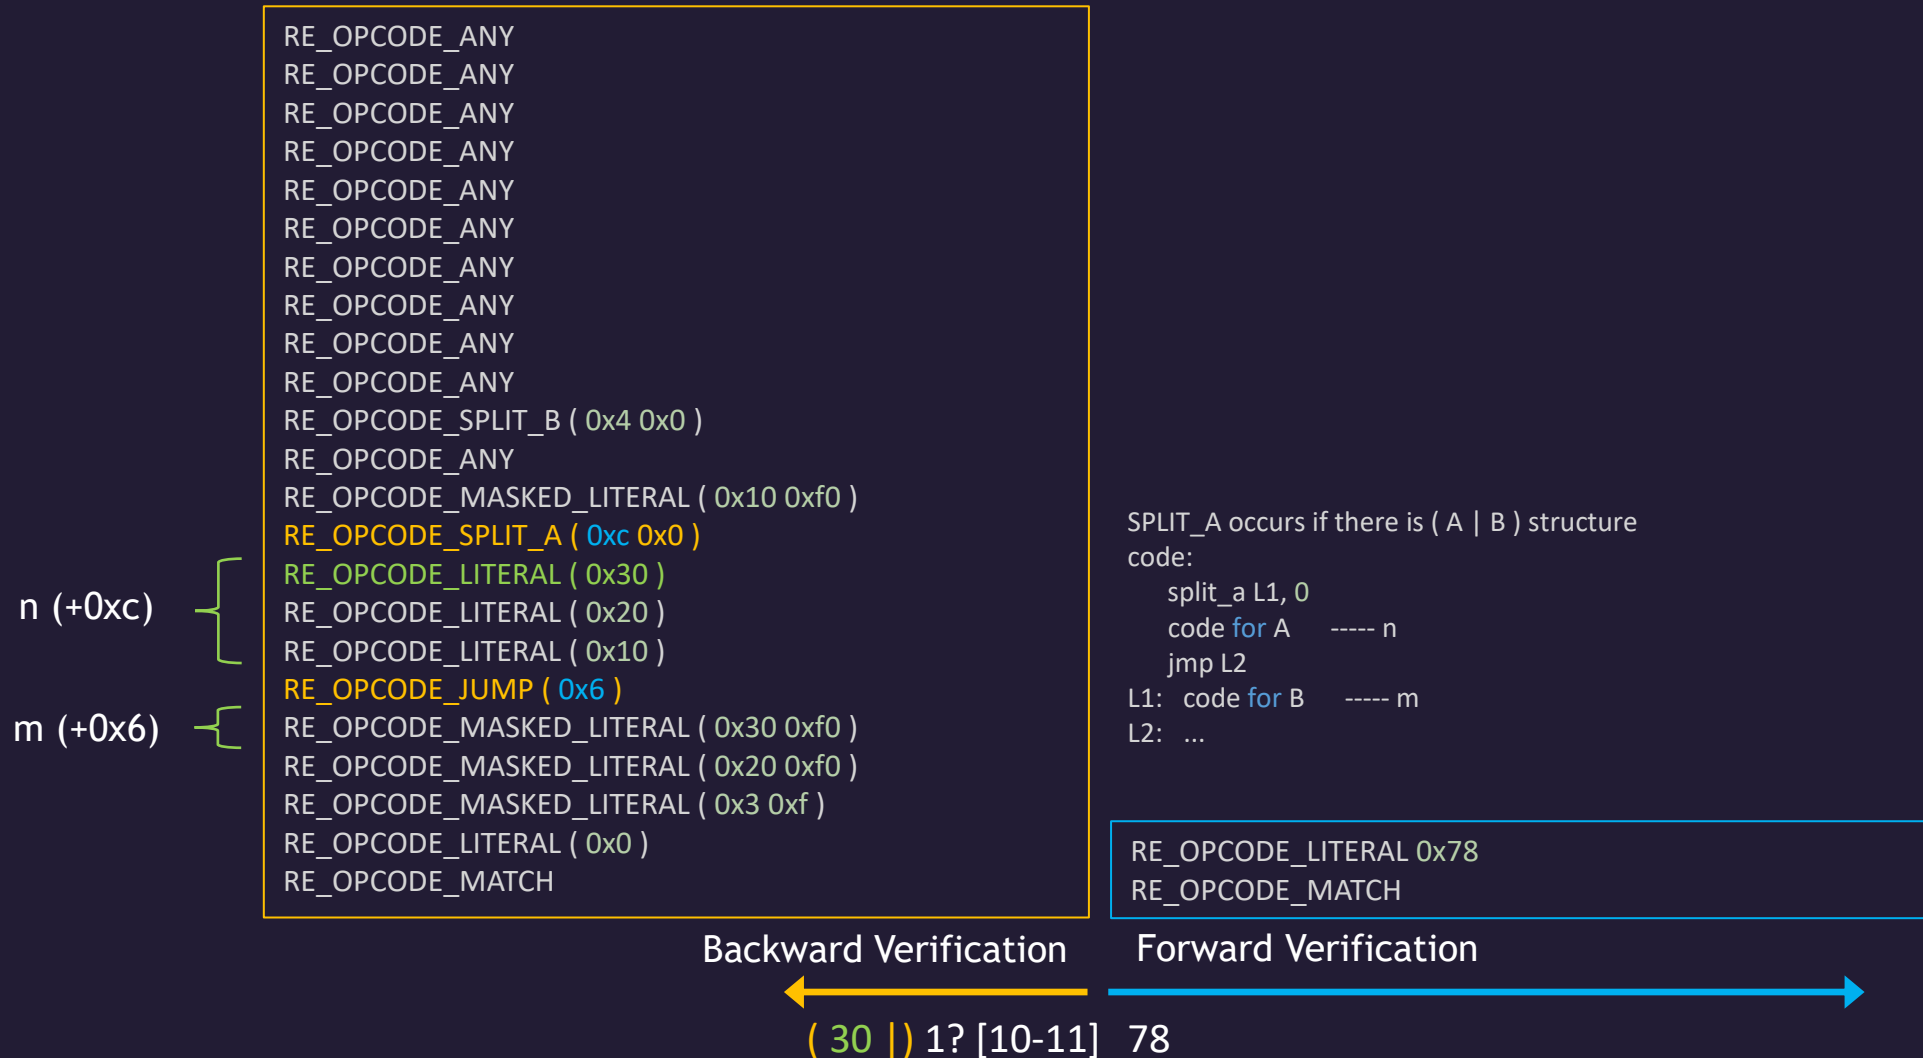 RE_OPCODE_ANY
RE_OPCODE_ANY
RE_OPCODE_ANY
RE_OPCODE_ANY
RE_OPCODE_ANY
RE_OPCODE_ANY
RE_OPCODE_ANY
RE_OPCODE_ANY
RE_OPCODE_ANY
RE_OPCODE_ANY
RE_OPCODE_SPLIT_B ( 0x4 0x0 )
RE_OPCODE_ANY
RE_OPCODE_MASKED_LITERAL ( 0x10 0xf0 )
RE_OPCODE_SPLIT_A ( 0xc 0x0 )
RE_OPCODE_LITERAL ( 0x30 )
RE_OPCODE_LITERAL ( 0x20 )
RE_OPCODE_LITERAL ( 0x10 )
RE_OPCODE_JUMP ( 0x6 )
RE_OPCODE_MASKED_LITERAL ( 0x30 0xf0 )
RE_OPCODE_MASKED_LITERAL ( 0x20 0xf0 )
RE_OPCODE_MASKED_LITERAL ( 0x3 0xf )
RE_OPCODE_LITERAL ( 0x0 )
RE_OPCODE_MATCH
n (+0xc)
m (+0x6)
SPLIT_A occurs if there is ( A | B ) structure
code:
split_a L1, 0
code for A ----- n
jmp L2
L1: code for B ----- m
L2: ...
RE_OPCODE_LITERAL 0x78
RE_OPCODE_MATCH
Backward Verification
Forward Verification
( 30 |) 1? [10-11] 78